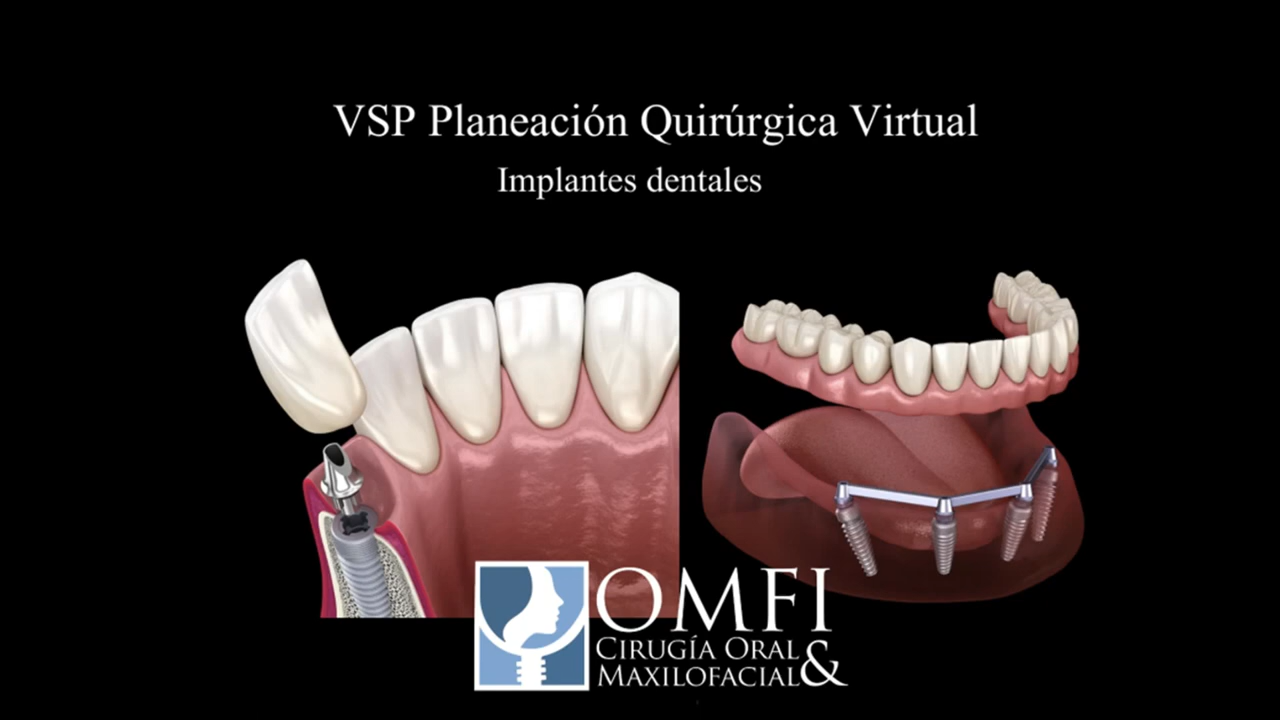 VSP Planeación Quirúrgica Virtual
Implantes dentales
OMFI
CIRUGÍA ORAL &
MAXILOFACIAL